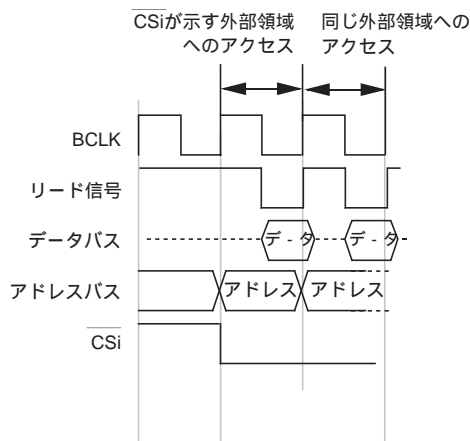 CSiが示す外部領域
へのアクセス
同じ外部領域への
アクセス
BCLK
リード信号
データバス
デ-タ
デ-タ
アドレスバス
アドレス
アドレス
CSi